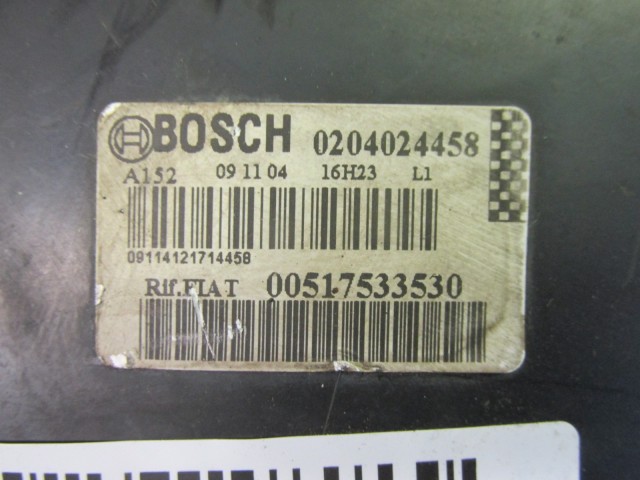 BOSCH 0204024458
A152 09 11 04 16H23 L1
09114121714458
Rif.FIAT 00517533530